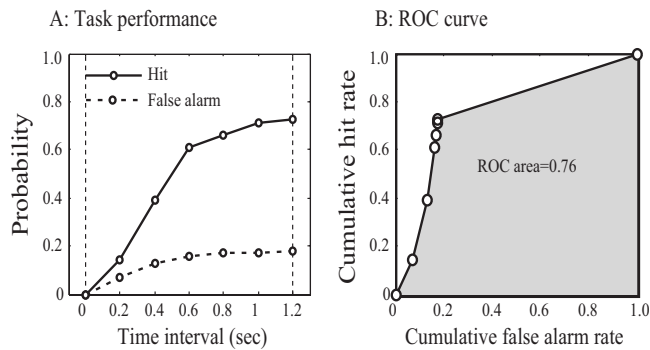 A: Task performance
Probability
1.0
0.8
0.6
0.4
0.2
0
Hit
False alarm
0 0.2 0.4 0.6 0.8 1 1.2
Time interval (sec)
B: ROC curve
Cumulative hit rate
1.0
0.8
0.6
0.4
0.2
0
ROC area=0.76
0 0.2 0.4 0.6 0.8 1.0
Cumulative false alarm rate